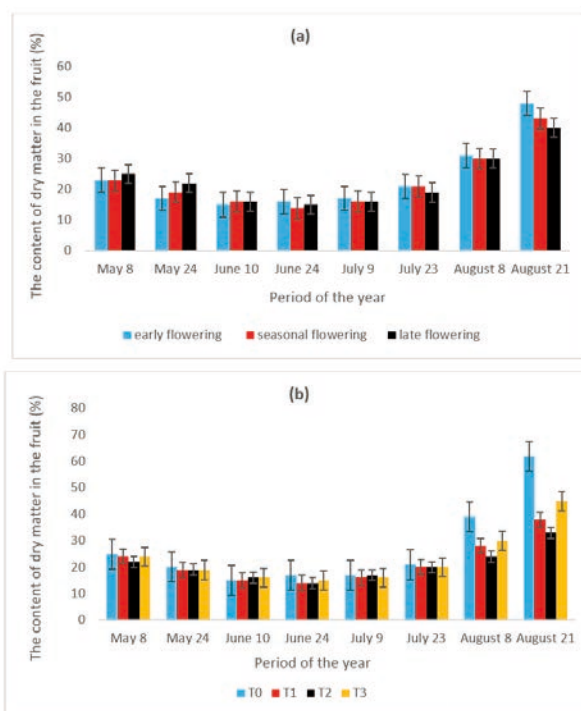 (a)
The content of dry matter in the fruit (%)
60
50
40
30
20
10
0
May 8 May 24 June 10 June 24 July 9 July 23 August 8 August 21
Period of the year
early flowering seasonal flowering late flowering
(b)
The content of dry matter in the fruit (%)
80
70
60
50
40
30
20
10
0
May 8 May 24 June 10 June 24 July 9 July 23 August 8 August 21
Period of the year
T0 T1 T2 T3